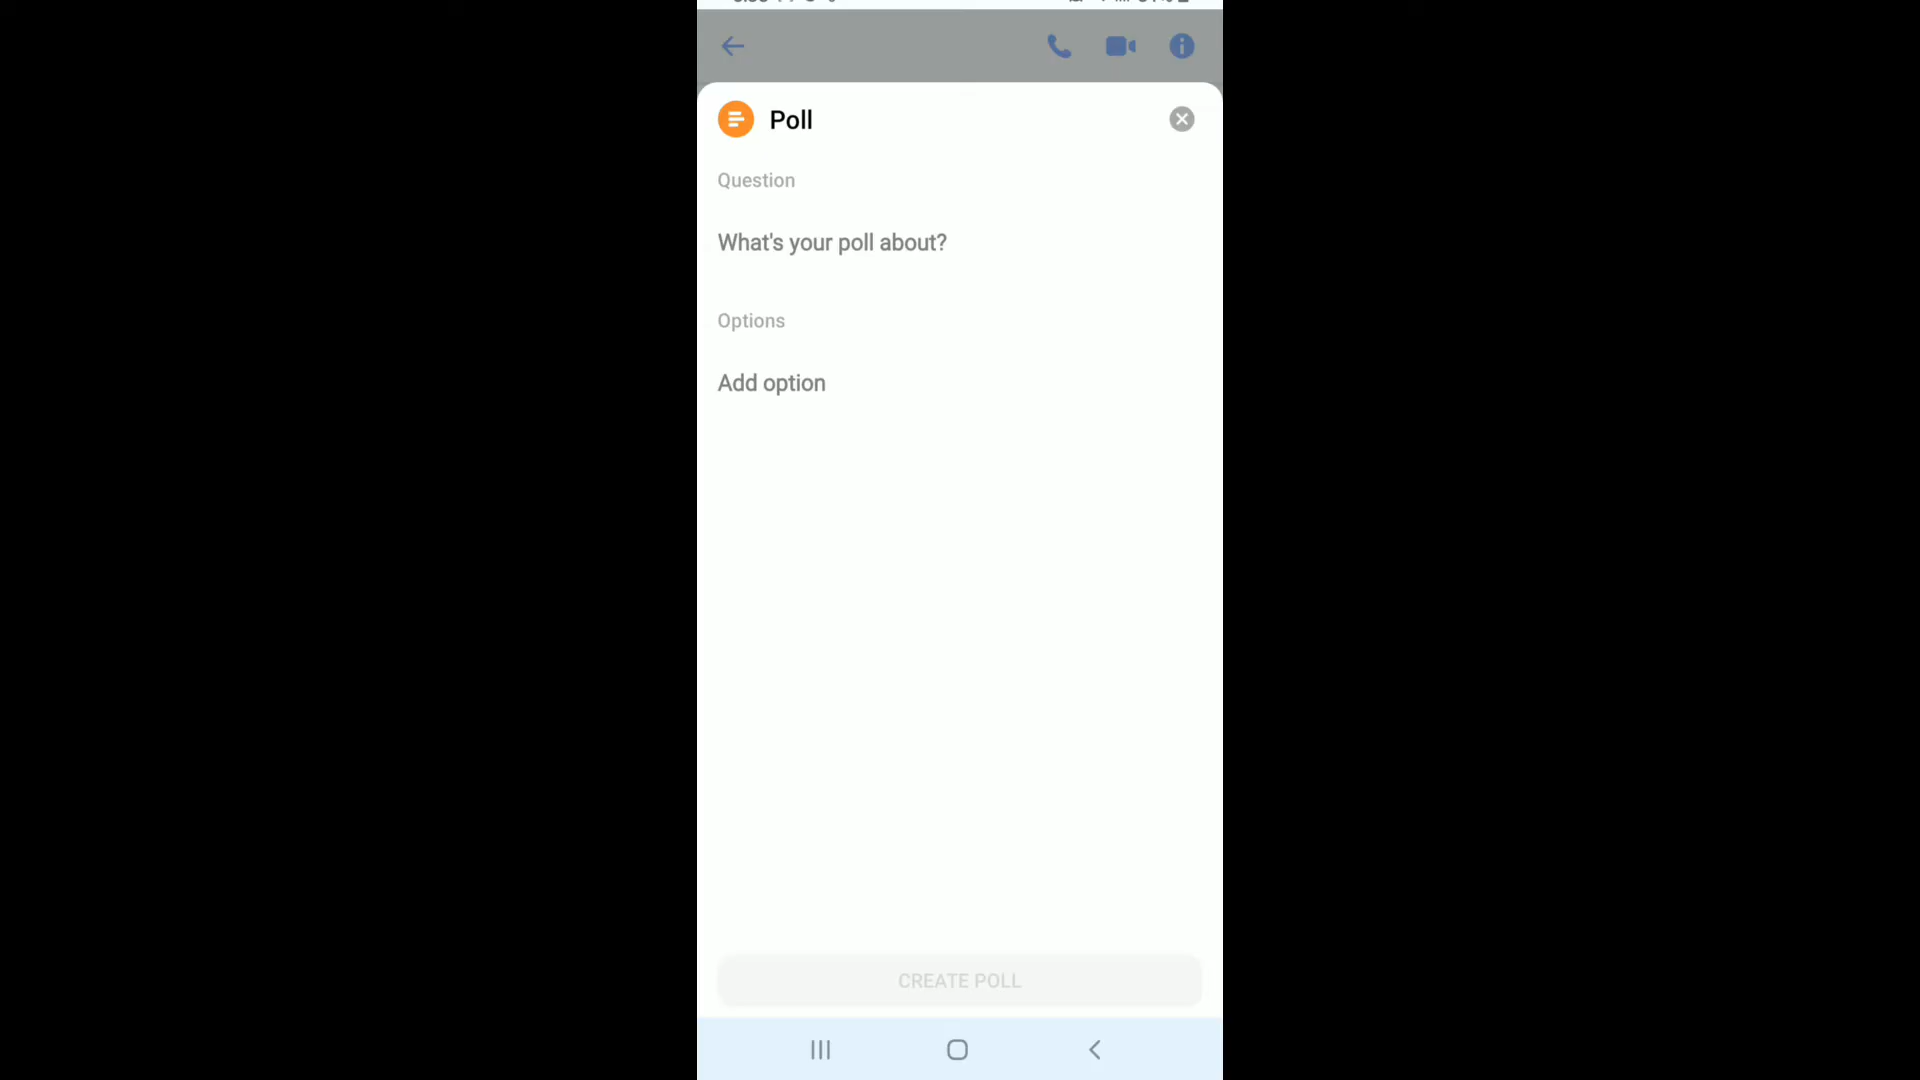 Poll
Question
What's your poll about?
Options
Add option
CREATE POLL